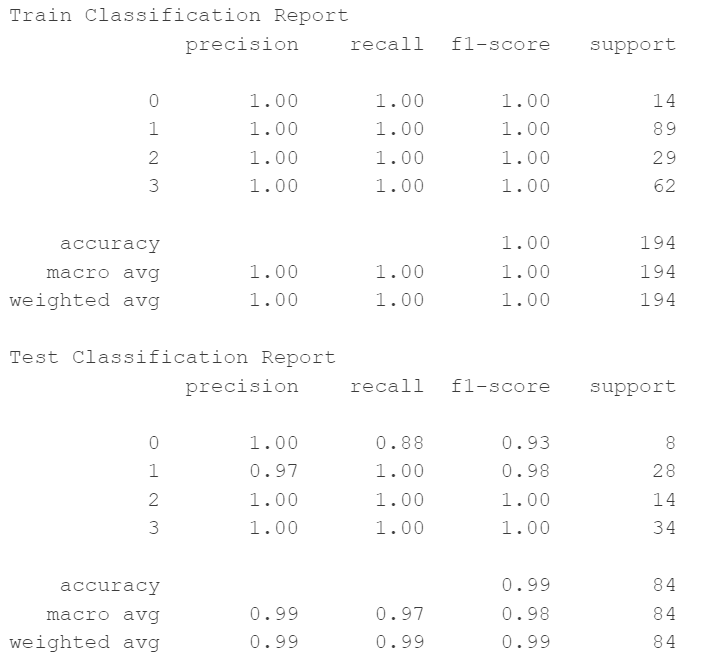 Train Classification Report
precision recall f1-score support
0 1.00 1.00 1.00 14
1 1.00 1.00 1.00 89
2 1.00 1.00 1.00 29
3 1.00 1.00 1.00 62
accuracy 1.00 194
macro avg 1.00 1.00 1.00 194
weighted avg 1.00 1.00 1.00 194
Test Classification Report
precision recall f1-score support
0 1.00 0.88 0.93 8
1 0.97 1.00 0.98 28
2 1.00 1.00 1.00 14
3 1.00 1.00 1.00 34
accuracy 0.99 84
macro avg 0.99 0.97 0.98 84
weighted avg 0.99 0.99 0.99 84